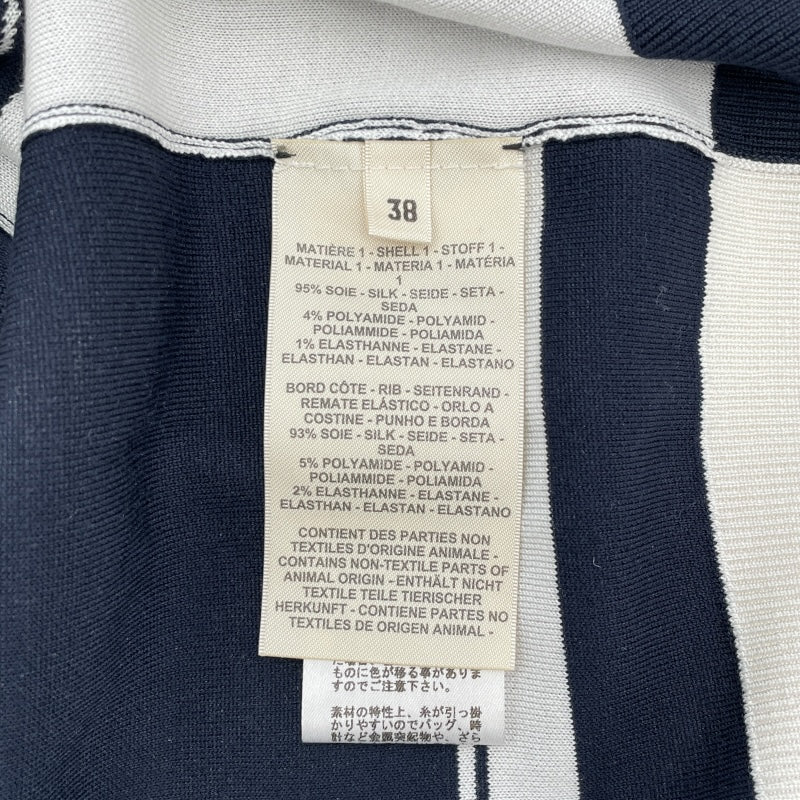 38
MATIÈRE 1 - SHELL 1 - STOFF 1 -
MATERIAL 1 - MATERIA 1 - MATÉRIA
1
95% SOIE - SILK - SEIDE - SETA -
SEDA
4% POLYAMIDE - POLYAMID -
POLIAMMIDE - POLIAMIDA
1% ELASTHANNE - ELASTANE -
ELASTHAN - ELASTAN - ELASTANO
BORD CÔTE - RIB - SEITENRAND -
REMATE ELÁSTICO - ORLO A
COSTINE - PUNHO E BORDA
93% SOIE - SILK - SEIDE - SETA -
SEDA
5% POLYAMIDE - POLYAMID -
POLIAMMIDE - POLIAMIDA
2% ELASTHANNE - ELASTANE -
ELASTHAN - ELASTAN - ELASTANO
CONTIENT DES PARTIES NON
TEXTILES D'ORIGINE ANIMALE -
CONTAINS NON-TEXTILE PARTS OF
ANIMAL ORIGIN - ENTHÄLT NICHT
TEXTILE TEILE TIERISCHER
HERKUNFT - CONTIENE PARTES NO
TEXTILES DE ORIGEN ANIMAL -
ものに色が移る事がありま
すのでご注意下さい。
素材の特性上、糸が引っ掛
かりやすいのでバッグ、時
計など金属突起物や、ざら